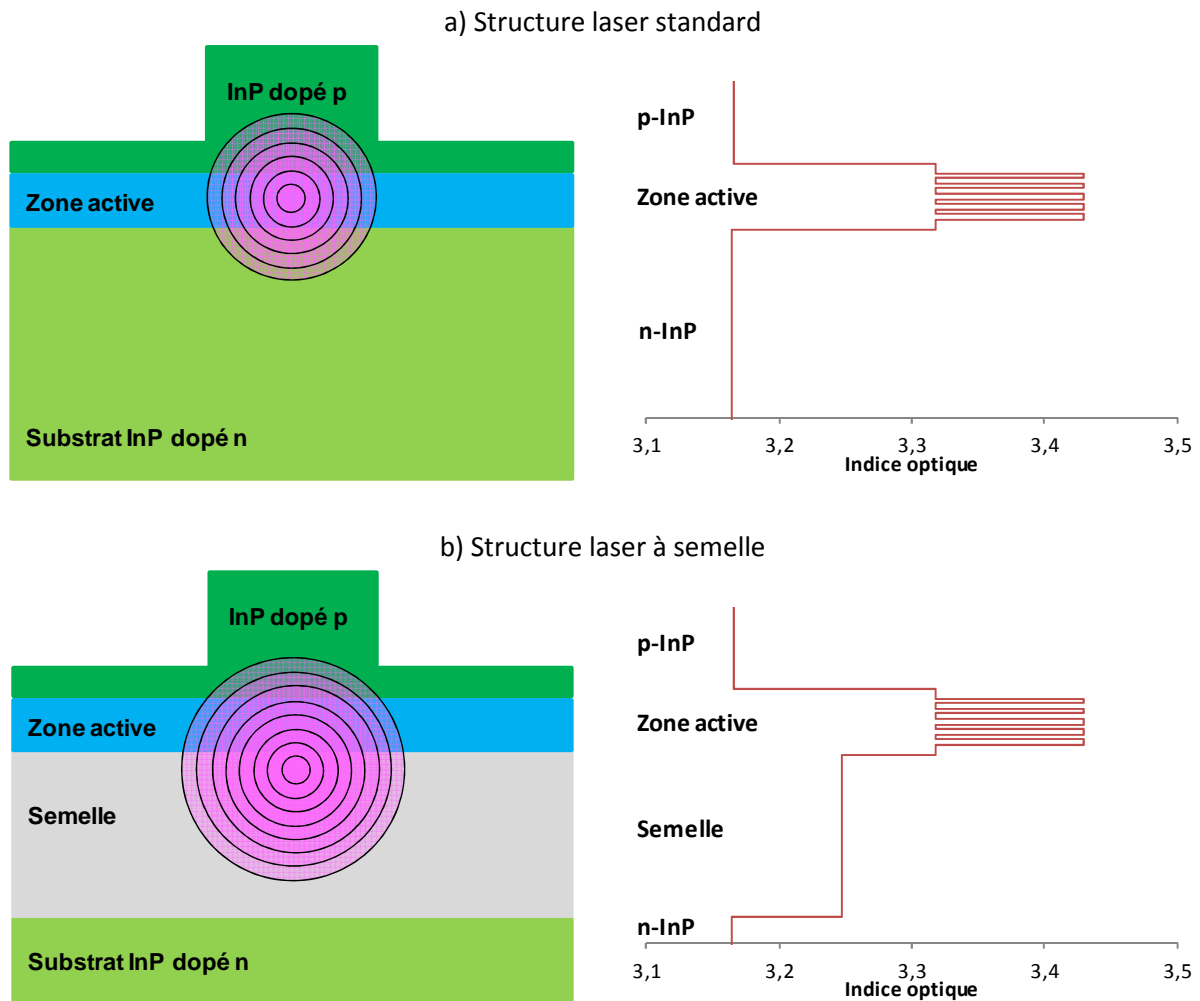 a) Structure laser standard
InP dopé p
Zone active
Substrat InP dopé n
p-InP
Zone active
n-InP
3,1 3,2 3,3 3,4 3,5
Indice optique
b) Structure laser à semelle
InP dopé p
Zone active
Semelle
Substrat InP dopé n
p-InP
Zone active
Semelle
n-InP
3,1 3,2 3,3 3,4 3,5
Indice optique